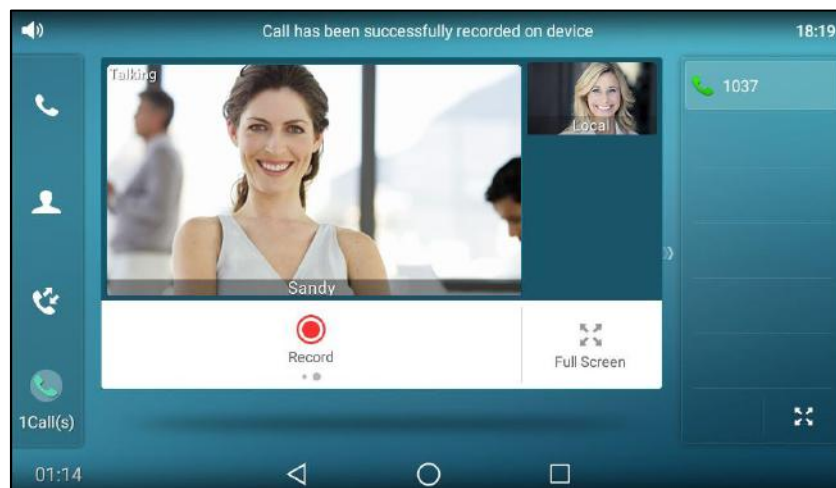 Call has been successfully recorded on device
18:19
Talking
Local
1037
Sandy
Record
Full Screen
1Call(s)
01:14